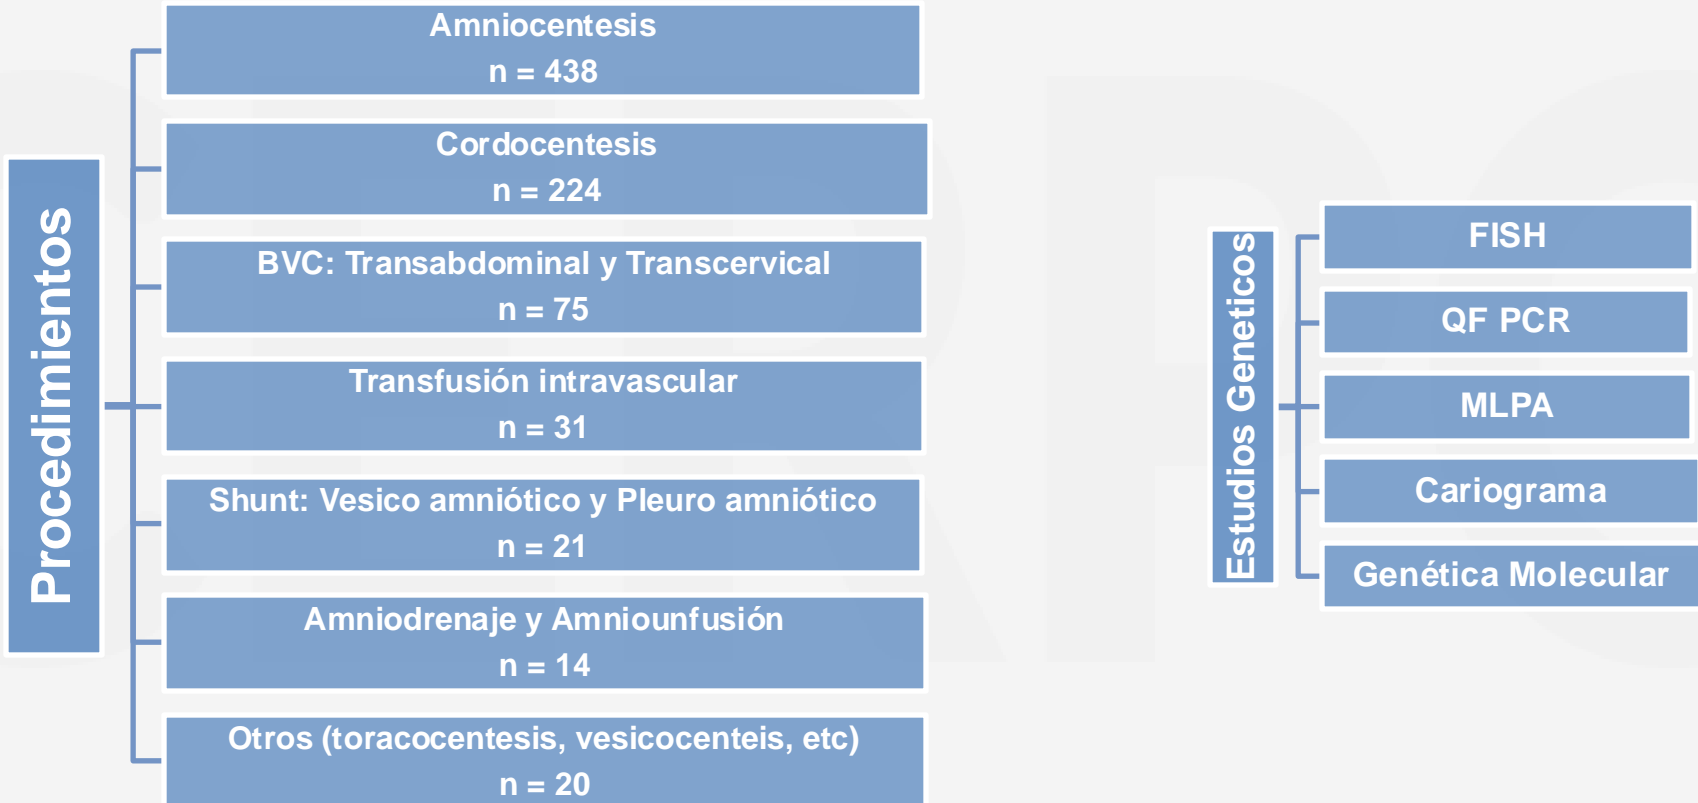 Procedimientos
Amniocentesis
n = 438
Cordocentesis
n = 224
BVC: Transabdominal y Transcervical
n = 75
Transfusión intravascular
n = 31
Shunt: Vesico amniótico y Pleuro amniótico
n = 21
Amniodrenaje y Amniounfusión
n = 14
Otros (toracocentesis, vesicocenteis, etc)
n = 20
Estudios Geneticos
FISH
QF PCR
MLPA
Cariograma
Genética Molecular